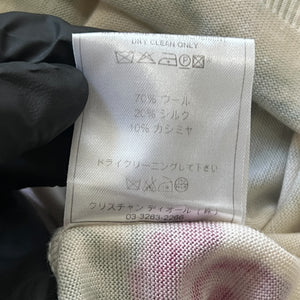 DRY CLEAN ONLY
70% ウール
20% シルク
10% カシミヤ
ドライクリーニングして下さい
クリスチャン ディオール (株)
03-3263-2266